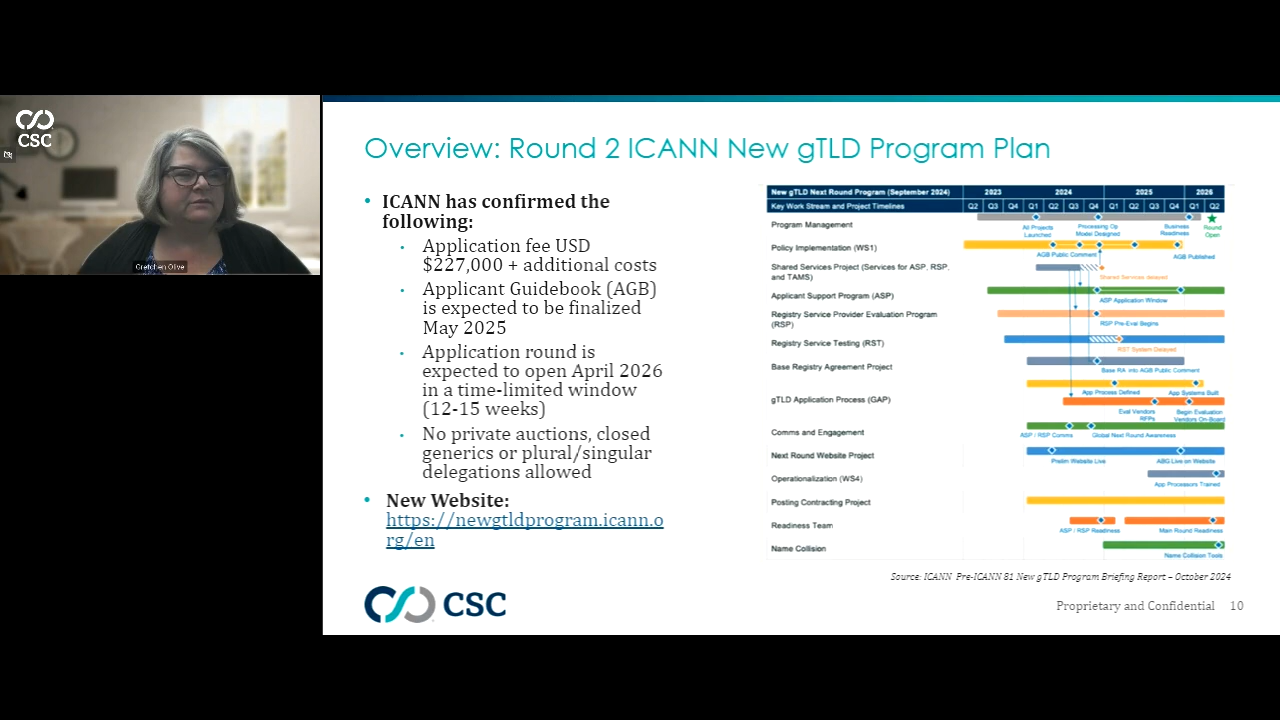 CSC
Gretchen Olive
Overview: Round 2 ICANN New gTLD Program Plan
• ICANN has confirmed the
following:
• Application fee USD
$227,000 + additional costs
• Applicant Guidebook (AGB)
is expected to be finalized
May 2025
• Application round is
expected to open April 2026
in a time-limited window
(12-15 weeks)
• No private auctions, closed
generics or plural/singular
delegations allowed
• New Website:
https://newgtldprogram.icann.o
rg/en
New gTLD Next Round Program (September 2024) 2023 2024 2025 2026
Key Work Stream and Project Timelines Q2 Q3 Q4 Q1 Q2 Q3 Q4 Q1 Q2 Q3 Q4 Q1 Q2
Program Management
All Projects
Launched
Processing Op
Model Designed
Business
Readiness
Round
Open
Policy Implementation (WS1)
AGB Public Comment
AGB Published
Shared Services Project (Services for ASP, RSP,
and TAMS)
Shared Services delayed
Applicant Support Program (ASP)
ASP Application Window
Registry Service Provider Evaluation Program
(RSP)
RSP Pre-Eval Begins
Registry Service Testing (RST)
RST System Delayed
Base Registry Agreement Project
Base RA into AGB Public Comment
gTLD Application Process (GAP)
App Process Defined
App Systems Built
Eval Vendors
RFPs
Begin Evaluation
Vendors On-Board
Comms and Engagement
ASP / RSP Comms
Global Next Round Awareness
Next Round Website Project
Prelim Website Live
ABG Live on Website
Operationalization (WS4)
App Processors Trained
Posting Contracting Project
Readiness Team
ASP / RSP Readiness
Main Round Readiness
Name Collision
Name Collision Tools
Source: ICANN Pre-ICANN 81 New gTLD Program Briefing Report – October 2024
CSC
Proprietary and Confidential 10